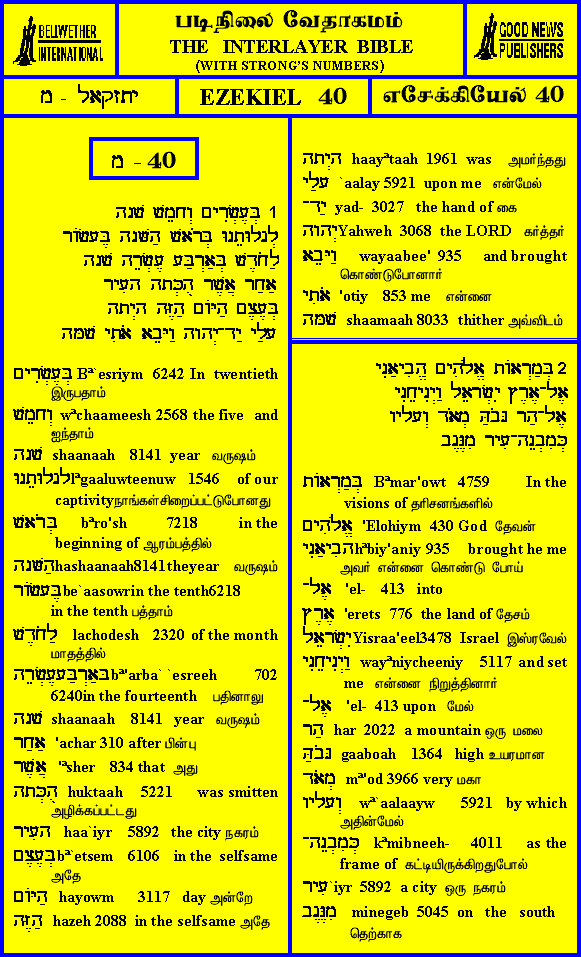 BELLWETHER
INTERNATIONAL
படிநிலை வேதாகமம்
THE INTERLAYER BIBLE
(WITH STRONG'S NUMBERS)
GOOD NEWS
PUBLISHERS
יחזקאל - מ
EZEKIEL 40
எசேக்கியேல் 40
מ - 40
1 בְּעֶשְׂרִים וְחָמֵשׁ שָׁנָה
לְגָלוּתֵנוּ בְּרֹאשׁ הַשָּׁנָה בֶּעָשׂוֹר
לַחֹדֶשׁ בְּאַרְבַּע עֶשְׂרֵה שָׁנָה
אַחַר אֲשֶׁר הֻכְּתָה הָעִיר
בְּעֶצֶם הַיּוֹם הַזֶּה הָיְתָה
עָלַי יַד־יְהוָה וַיָּבֵא אֹתִי שָׁמָּה
בְּעֶשְׂרִים Bª`esriym 6242 In twentieth
இருபதாம்
וְחָמֵשׁ wªchaameesh 2568 the five and
ஐந்தாம்
שָׁנָה shaanaah 8141 year வருஷம்
לְגָלוּתֵנוּ lªgaaluwteenuw 1546 of our
captivity நாங்கள்சிறைப்பட்டுபோனது
בְּרֹאשׁ bªro'sh 7218 in the
beginning of ஆரம்பத்தில்
הַשָּׁנָה hashaanaah 8141 the year வருஷம்
בֶּעָשׂוֹר be`aasowr in the tenth 6218
in the tenth பத்தாம்
לַחֹדֶשׁ lachodesh 2320 of the month
மாதத்தில்
בְּאַרְבַּעעֶשְׂרֵה bª'arba` `esreeh 702
6240 in the fourteenth பதினாலு
שָׁנָה shaanaah 8141 year வருஷம்
אַחַר 'achar 310 after பின்பு
אֲשֶׁר 'ªsher 834 that அது
הֻכְּתָה huktaah 5221 was smitten
அழிக்கப்பட்டது
הָעִיר haa`iyr 5892 the city நகரம்
בְּעֶצֶם bª`etsem 6106 in the selfsame
அதே
הַיּוֹם hayowm 3117 day அன்றே
הַזֶּה hazeh 2088 in the selfsame அதே
הָיְתָה haayªtaah 1961 was அமர்ந்தது
עָלַי `aalay 5921 upon me என்மேல்
יַד־ yad- 3027 the hand of கை
יְהוָה Yahweh 3068 the LORD கர்த்தர்
וַיָּבֵא wayaabee' 935 and brought
கொண்டுபோனார்
אֹתִי 'otiy 853 me என்னை
שָׁמָּה shaamaah 8033 thither அவ்விடம்
2 בְּמַרְאוֹת אֱלֹהִים הֱבִיאַנִי
אֶל־אֶרֶץ יִשְׂרָאֵל וַיְנִיחֵנִי
אֶל־הַר גָּבֹהַּ מְאֹד וְעָלָיו
כְּמִבְנֵה־עִיר מִנֶּגֶב
בְּמַרְאוֹת Bªmar'owt 4759 In the
visions of தரிசனங்களில்
אֱלֹהִים 'Elohiym 430 God தேவன்
הֱבִיאַנִי hªbiy'aniy 935 brought he me
அவர் என்னை கொண்டு போய்
אֶל־ 'el- 413 into
אֶרֶץ 'erets 776 the land of தேசம்
יִשְׂרָאֵל Yisraa'eel 3478 Israel இஸ்ரவேல்
וַיְנִיחֵנִי wayªniycheeniy 5117 and set
me என்னை நிறுத்தினார்
אֶל־ 'el- 413 upon மேல்
הַר har 2022 a mountain ஒரு மலை
גָּבֹהַּ gaaboah 1364 high உயரமான
מְאֹד mª'od 3966 very மகா
וְעָלָיו wª`aalaayw 5921 by which
அதின்மேல்
כְּמִבְנֵה־ kªmibneeh- 4011 as the
frame of கட்டியிருக்கிறதுபோல்
עִיר `iyr 5892 a city ஒரு நகரம்
מִנֶּגֶב minegeb 5045 on the south
தெற்காக